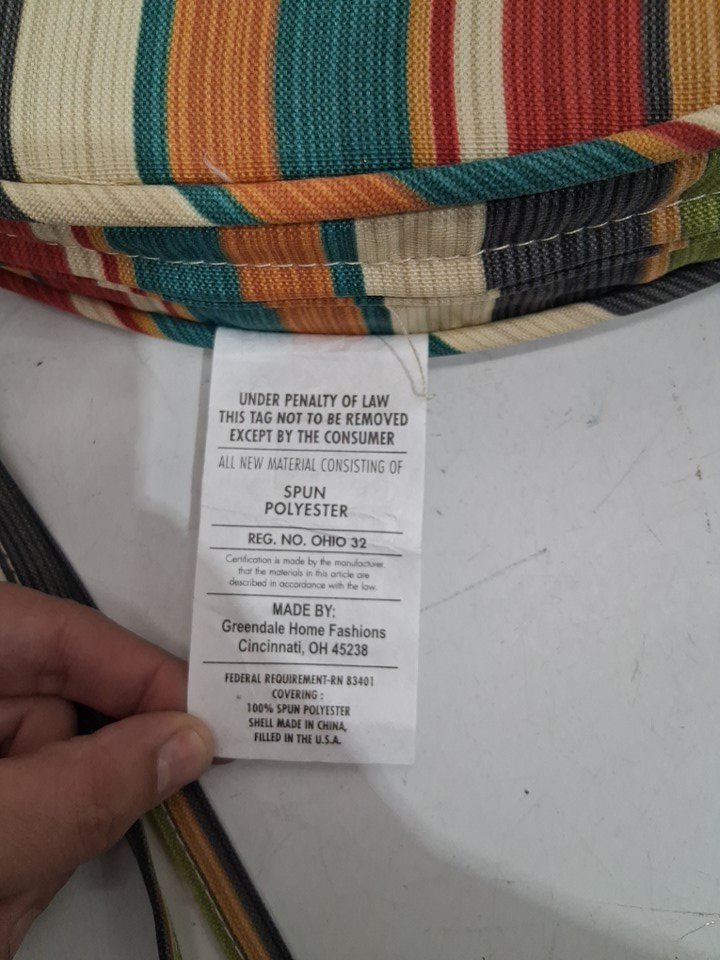 UNDER PENALTY OF LAW
THIS TAG NOT TO BE REMOVED
EXCEPT BY THE CONSUMER
ALL NEW MATERIAL CONSISTING OF
SPUN
POLYESTER
REG. NO. OHIO 32
Certification is made by the manufacturer
that the materials in this article are
described in accordance with the law.
MADE BY:
Greendale Home Fashions
Cincinnati, OH 45238
FEDERAL REQUIREMENT-RN 83401
COVERING :
100% SPUN POLYESTER
SHELL MADE IN CHINA,
FILLED IN THE U.S.A.